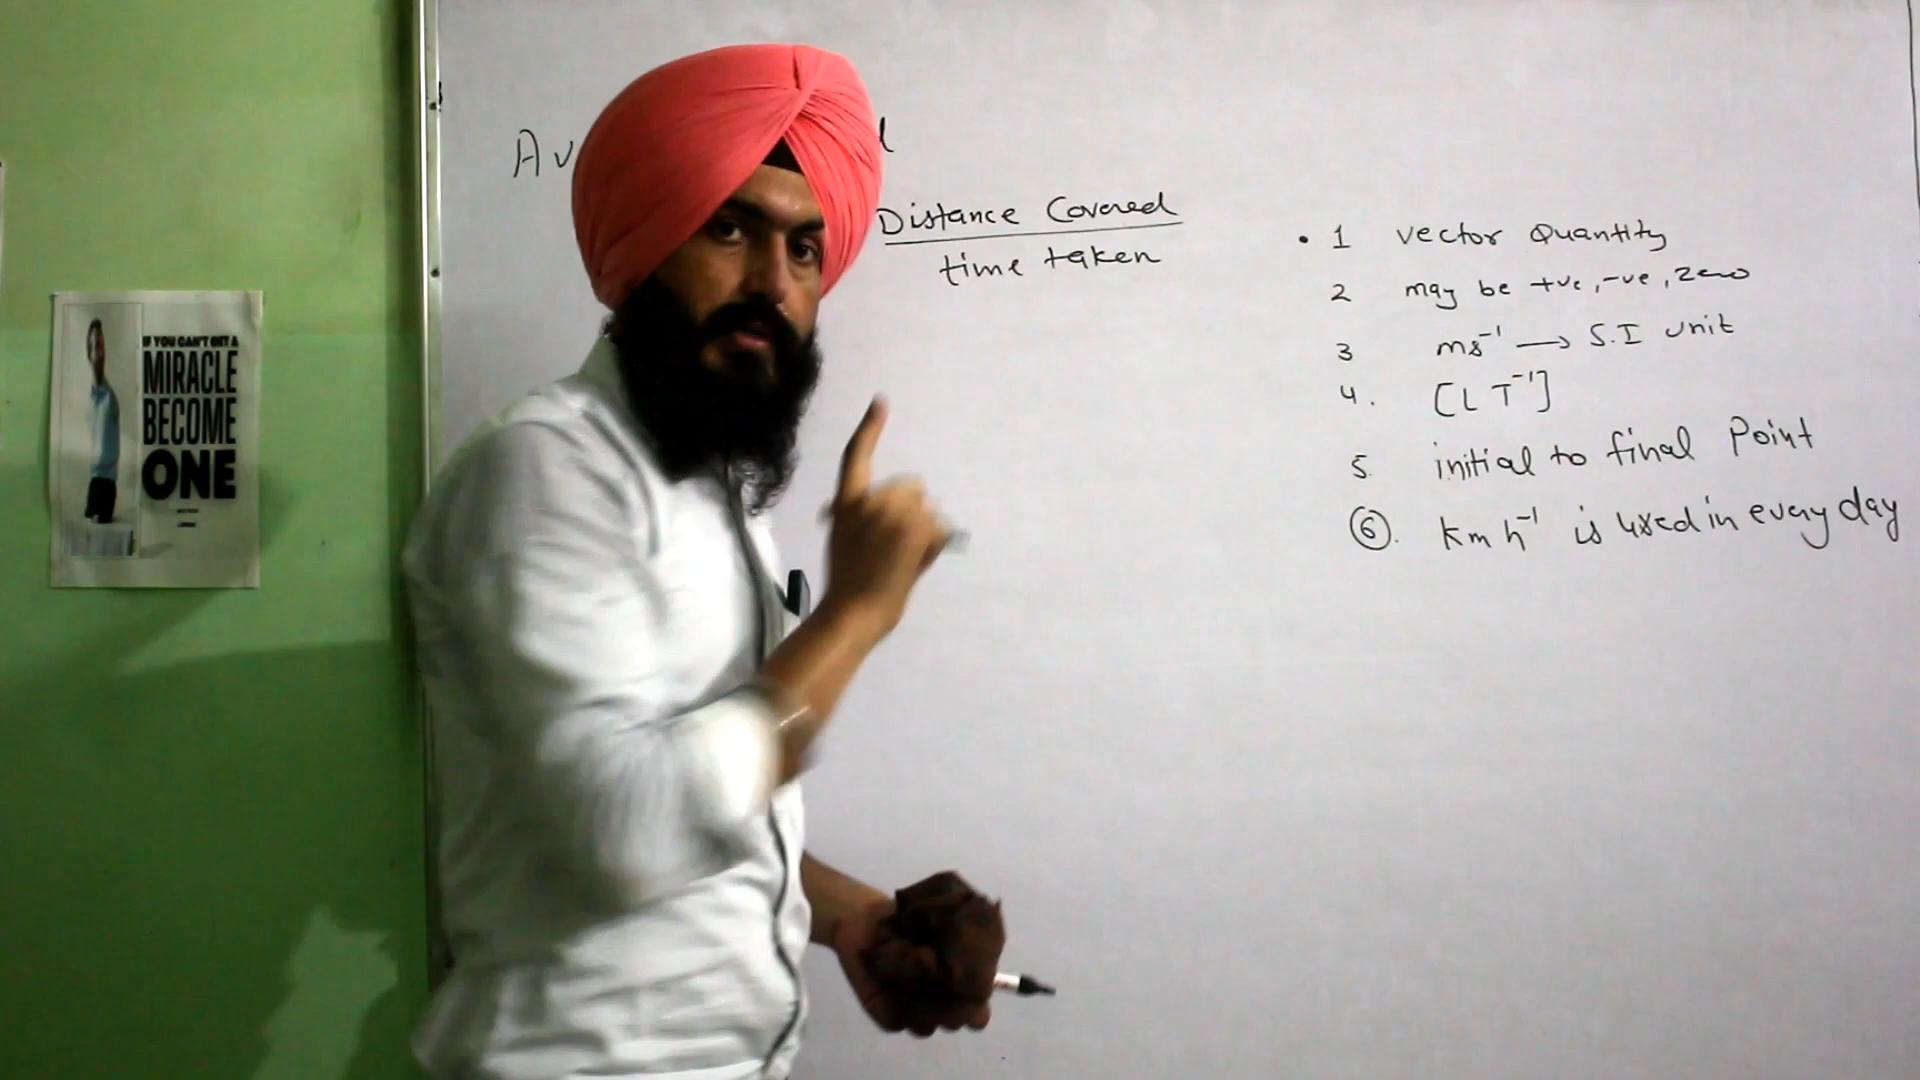 IF YOU CAN'T GET A
MIRACLE
BECOME
ONE
Distance Covered
time taken
• 1 vector Quantity
2 may be +ve, -ve, zero
3 ms⁻¹ → S.I unit
4. [L T⁻¹]
5. initial to final Point
⑥. km h⁻¹ is used in every day